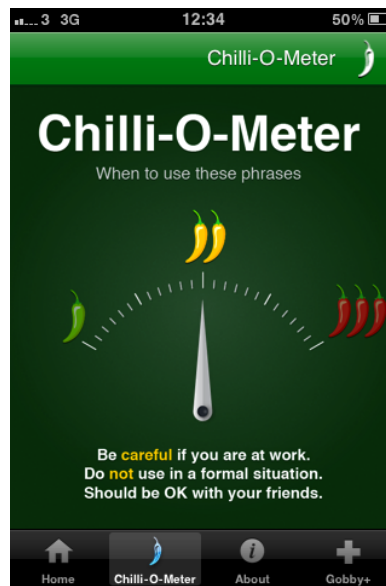 3 3G 12:34 50%
Chilli-O-Meter
Chilli-O-Meter
When to use these phrases
Be careful if you are at work.
Do not use in a formal situation.
Should be OK with your friends.
Home Chilli-O-Meter About Gobby+